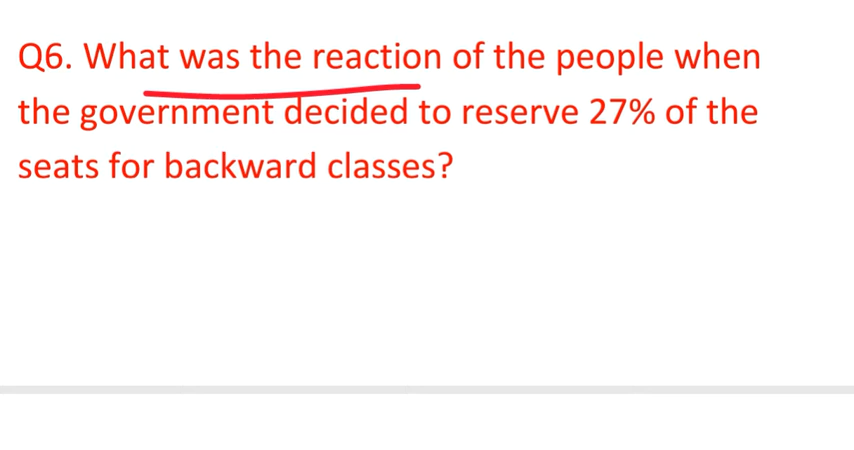 Q6. What was the reaction of the people when
the government decided to reserve 27% of the
seats for backward classes?